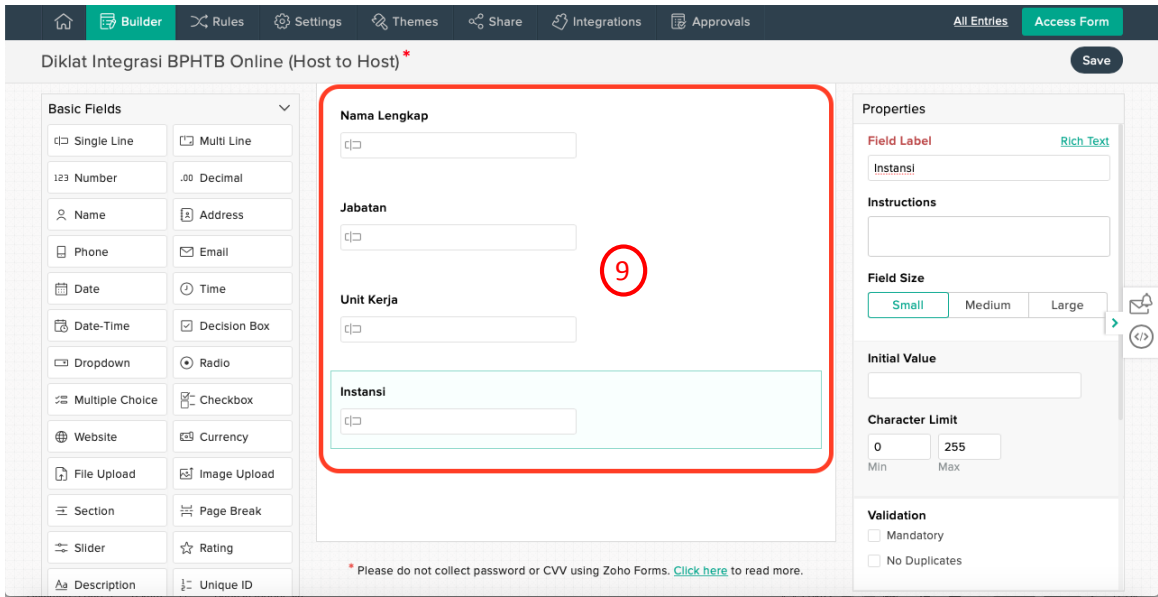 Builder Rules Settings Themes Share Integrations Approvals All Entries Access Form
Diklat Integrasi BPHTB Online (Host to Host) *
Save
Basic Fields
Single Line Multi Line
123 Number .00 Decimal
Name Address
Phone Email
Date Time
Date-Time Decision Box
Dropdown Radio
Multiple Choice Checkbox
Website Currency
File Upload Image Upload
Section Page Break
Slider Rating
Aa Description Unique ID
Nama Lengkap
Jabatan
9
Unit Kerja
Instansi
* Please do not collect password or CVV using Zoho Forms. Click here to read more.
Properties
Field Label Rich Text
Instansi
Instructions
Field Size
Small Medium Large
Initial Value
Character Limit
0 255
Min Max
Validation
Mandatory
No Duplicates